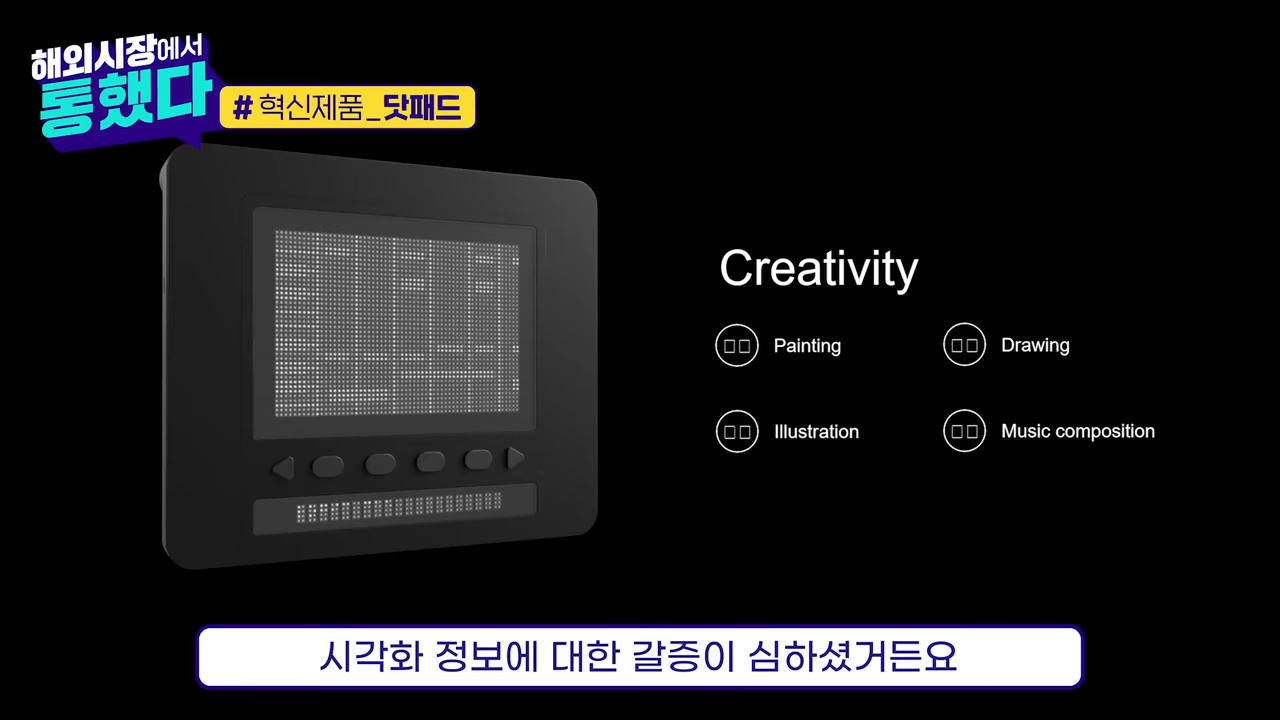 해외시장에서
통했다
# 혁신제품_닷패드
Creativity
Painting
Drawing
Illustration
Music composition
시각화 정보에 대한 갈증이 심하셨거든요